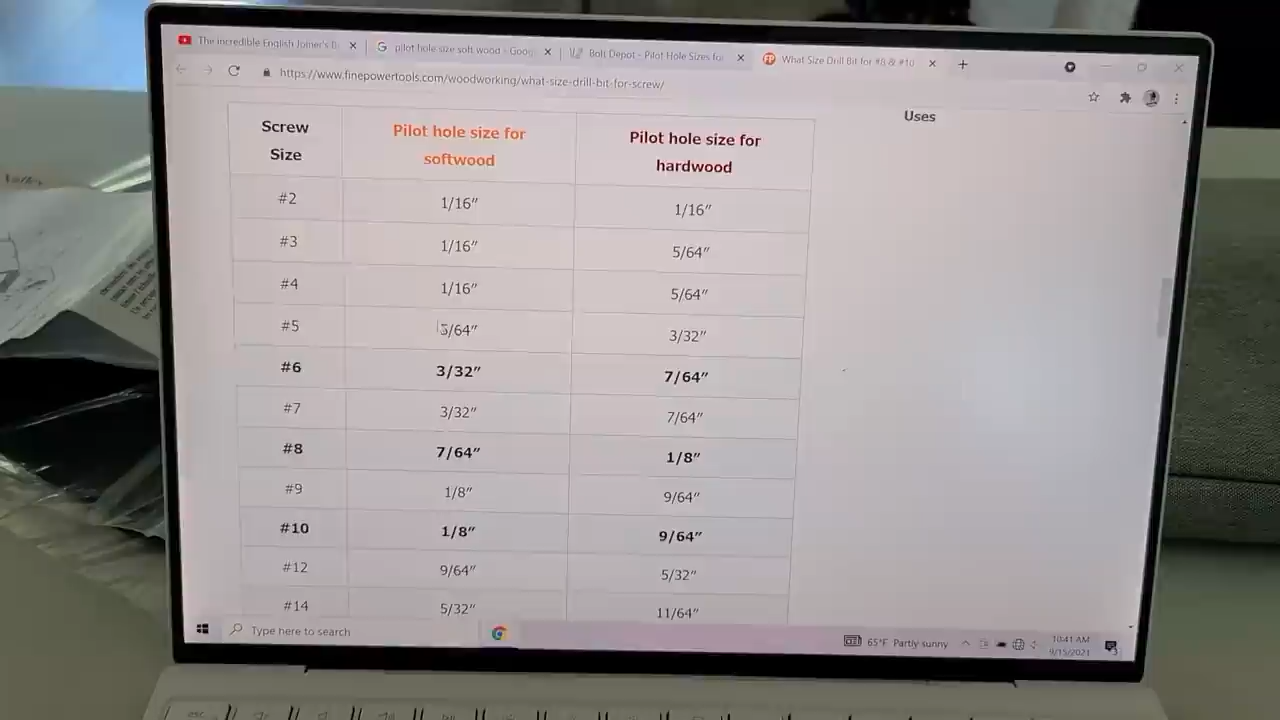 The incredible English Joiner's B
pilot hole size soft wood - Goog
Bolt Depot - Pilot Hole Sizes for
What Size Drill Bit for #8 & #10
https://www.finepowertools.com/woodworking/what-size-drill-bit-for-screw/
Uses
Screw Size
Pilot hole size for softwood
Pilot hole size for hardwood
#2 1/16" 1/16"
#3 1/16" 5/64"
#4 1/16" 5/64"
#5 5/64" 3/32"
#6 3/32" 7/64"
#7 3/32" 7/64"
#8 7/64" 1/8"
#9 1/8" 9/64"
#10 1/8" 9/64"
#12 9/64" 5/32"
#14 5/32" 11/64"
Type here to search
65°F Partly sunny
10:41 AM
9/15/2021
esc